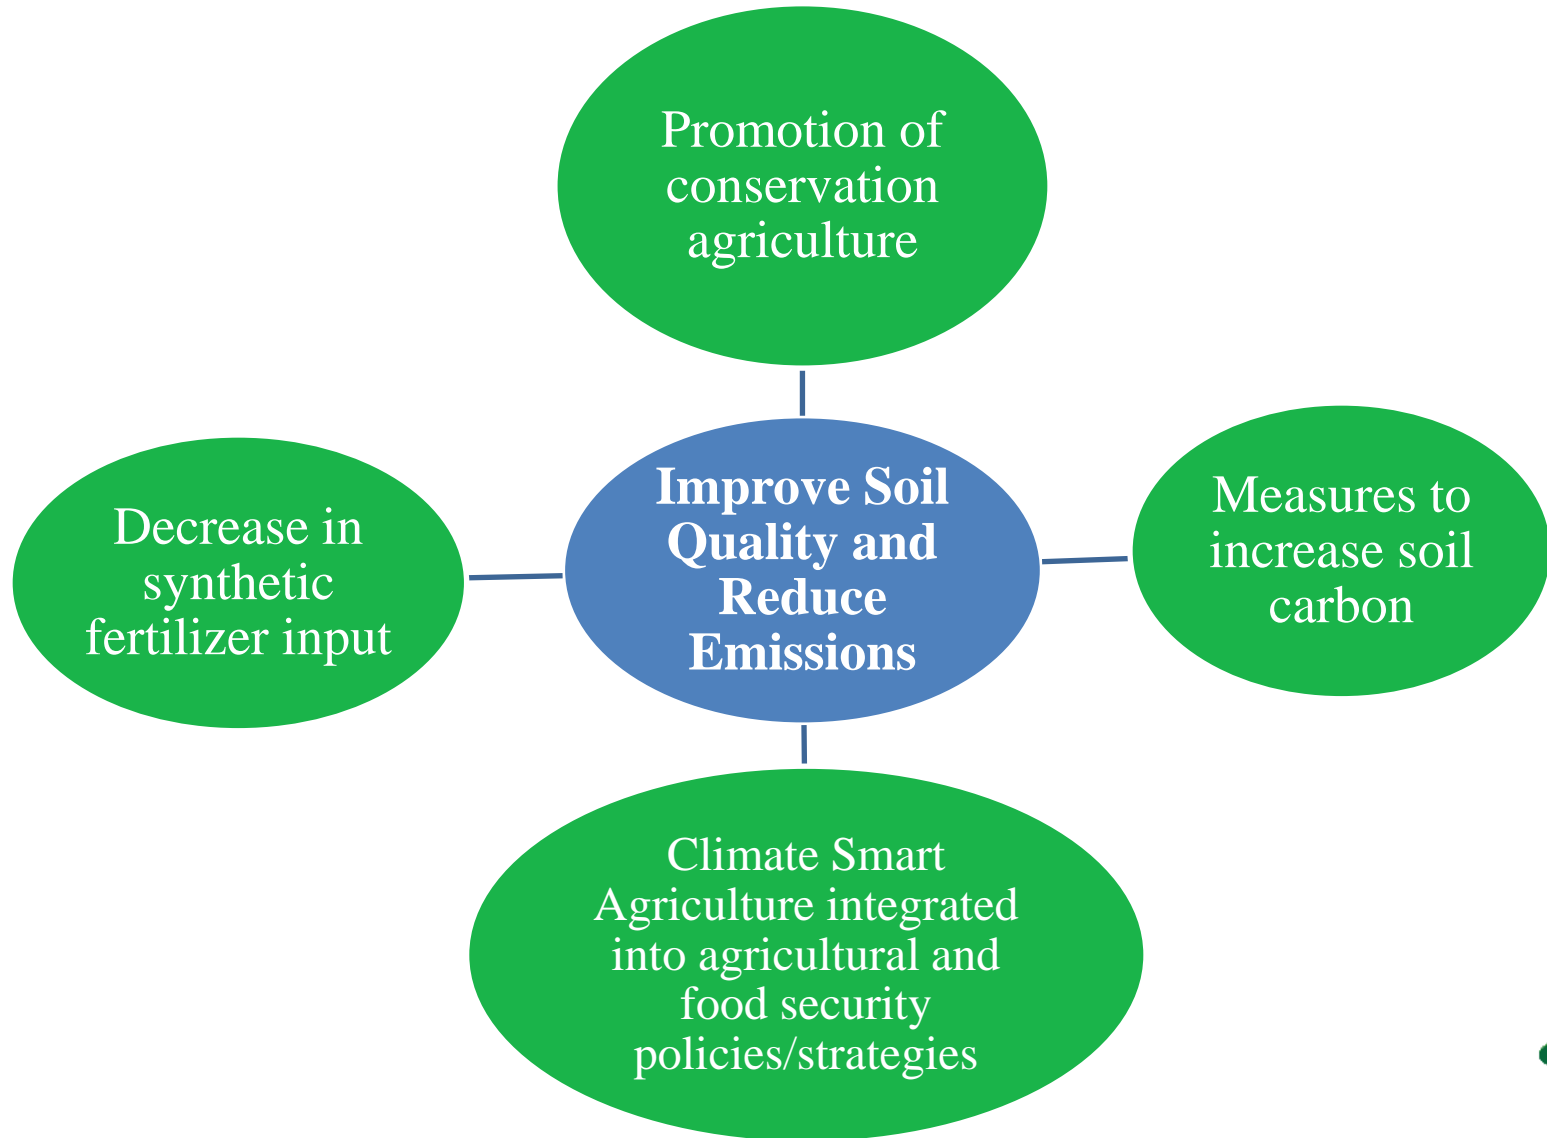 Promotion of
conservation
agriculture
Decrease in
synthetic
fertilizer input
Improve Soil
Quality and
Reduce
Emissions
Measures to
increase soil
carbon
Climate Smart
Agriculture integrated
into agricultural and
food security
policies/strategies